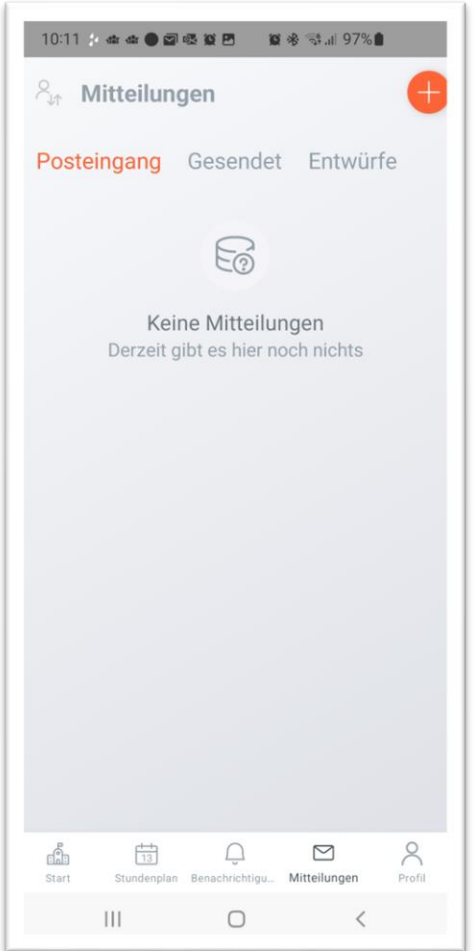 10:11 97%
Mitteilungen
Posteingang Gesendet Entwürfe
Keine Mitteilungen
Derzeit gibt es hier noch nichts
13
Start Stundenplan Benachrichtigu... Mitteilungen Profil